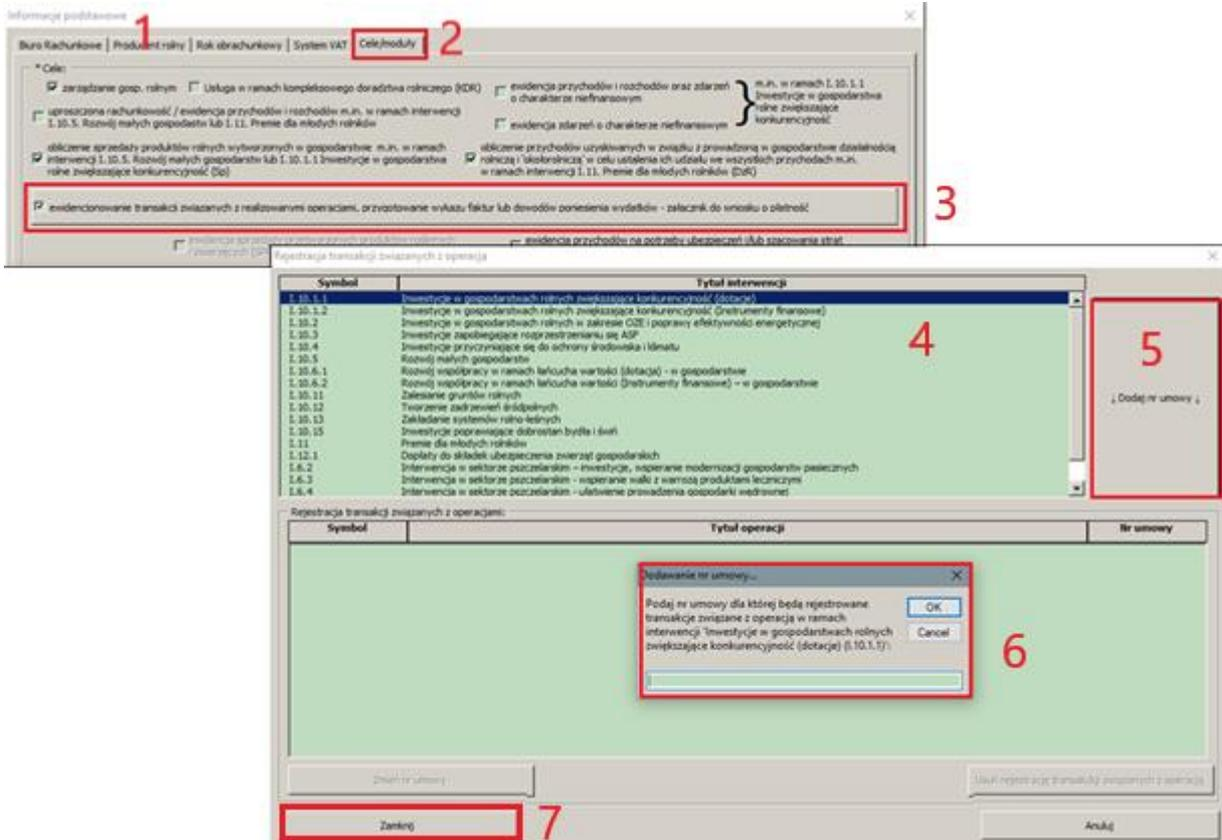 Informacje podstawowe
1
Biuro Rachunkowe | Producent rolny | Rok obrachunkowy | System VAT | Cele/moduły
2
* Cele:
zarządzanie gosp. rolnym
Usługa w ramach kompleksowego doradztwa rolniczego (KDR)
ewidencja przychodów i rozchodów oraz zdarzeń
o charakterze niefinansowym
ewidencja zdarzeń o charakterze niefinansowym
m.in. w ramach I.10.1.1
Inwestycje w gospodarstwa
rolne zwiększające
konkurencyjność
uproszczona rachunkowość / ewidencja przychodów i rozchodów m.in. w ramach interwencji
I.10.5. Rozwój małych gospodarstw lub I.11. Premie dla młodych rolników
obliczenie sprzedaży produktów rolnych wytworzonych w gospodarstwie m.in. w ramach
interwencji I.10.5. Rozwój małych gospodarstw lub I.10.1.1 Inwestycje w gospodarstwa
rolne zwiększające konkurencyjność (Sp)
obliczenie przychodów uzyskiwanych w związku z prowadzoną w gospodarstwie działalnością
rolniczą i 'okołorolniczą' w celu ustalenia ich udziału we wszystkich przychodach m.in.
w ramach interwencji I.11. Premie dla młodych rolników (DzR)
ewidencjonowanie transakcji związanych z realizowanymi operacjami, przygotowanie wykazu faktur lub dowodów poniesienia wydatków - załącznik do wniosku o płatność
3
ewidencja sprzedaży przetworzonych produktów roślinnych
ewidencja przychodów na potrzeby ubezpieczeń i/lub szacowania strat
Rejestracja transakcji związanych z operacją
Symbol Tytuł interwencji
I.10.1.1 Inwestycje w gospodarstwach rolnych zwiększające konkurencyjność (dotacje)
I.10.1.2 Inwestycje w gospodarstwach rolnych zwiększające konkurencyjność (Instrumenty finansowe)
I.10.2 Inwestycje w gospodarstwach rolnych w zakresie OZE i poprawy efektywności energetycznej
I.10.3 Inwestycje zapobiegające rozprzestrzenianiu się ASF
I.10.4 Inwestycje przyczyniające się do ochrony środowiska i klimatu
I.10.5 Rozwój małych gospodarstw
I.10.6.1 Rozwój współpracy w ramach łańcucha wartości (dotacja) - w gospodarstwie
I.10.6.2 Rozwój współpracy w ramach łańcucha wartości (Instrumenty finansowe) – w gospodarstwie
I.10.11 Zalesianie gruntów rolnych
I.10.12 Tworzenie zadrzewień śródpolnych
I.10.13 Zakładanie systemów rolno-leśnych
I.10.15 Inwestycje poprawiające dobrostan bydła i świń
I.11 Premie dla młodych rolników
I.12.1 Dopłaty do składek ubezpieczenia zwierząt gospodarskich
I.6.2 Interwencja w sektorze pszczelarskim – inwestycje, wspieranie modernizacji gospodarstw pasiecznych
I.6.3 Interwencja w sektorze pszczelarskim - wspieranie walki z warrozą produktami leczniczymi
I.6.4 Interwencja w sektorze pszczelarskim - ułatwienie prowadzenia gospodarki wędrownej
4
5
↓ Dodaj nr umowy ↓
Rejestracja transakcji związanych z operacjami:
Symbol Tytuł operacji Nr umowy
Dodawanie nr umowy...
Podaj nr umowy dla której będą rejestrowane
transakcje związane z operacją w ramach
interwencji 'Inwestycje w gospodarstwach rolnych
zwiększające konkurencyjność (dotacje) (I.10.1.1)':
OK
Cancel
6
Zmień nr umowy
Usuń rejestrację transakcji związanych z operacją
Zamknij
7
Anuluj